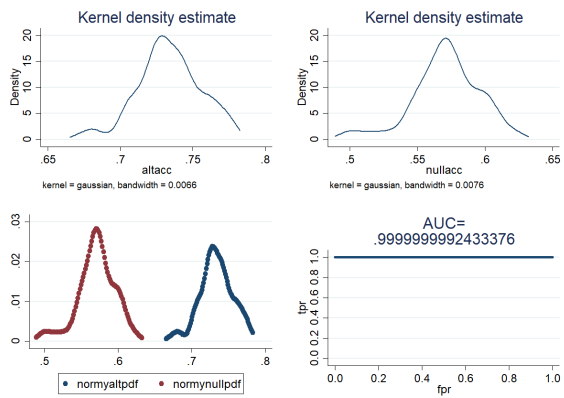 Kernel density estimate
Density
0 5 10 15 20
.65 .7 .75 .8
altacc
kernel = gaussian, bandwidth = 0.0066
Kernel density estimate
Density
0 5 10 15 20
.5 .55 .6 .65
nullacc
kernel = gaussian, bandwidth = 0.0076
0 .01 .02 .03
.5 .6 .7 .8
normyaltpdf normynullpdf
AUC=
.9999999992433376
tpr
0.0 0.2 0.4 0.6 0.8 1.0
0.0 0.2 0.4 0.6 0.8 1.0
fpr